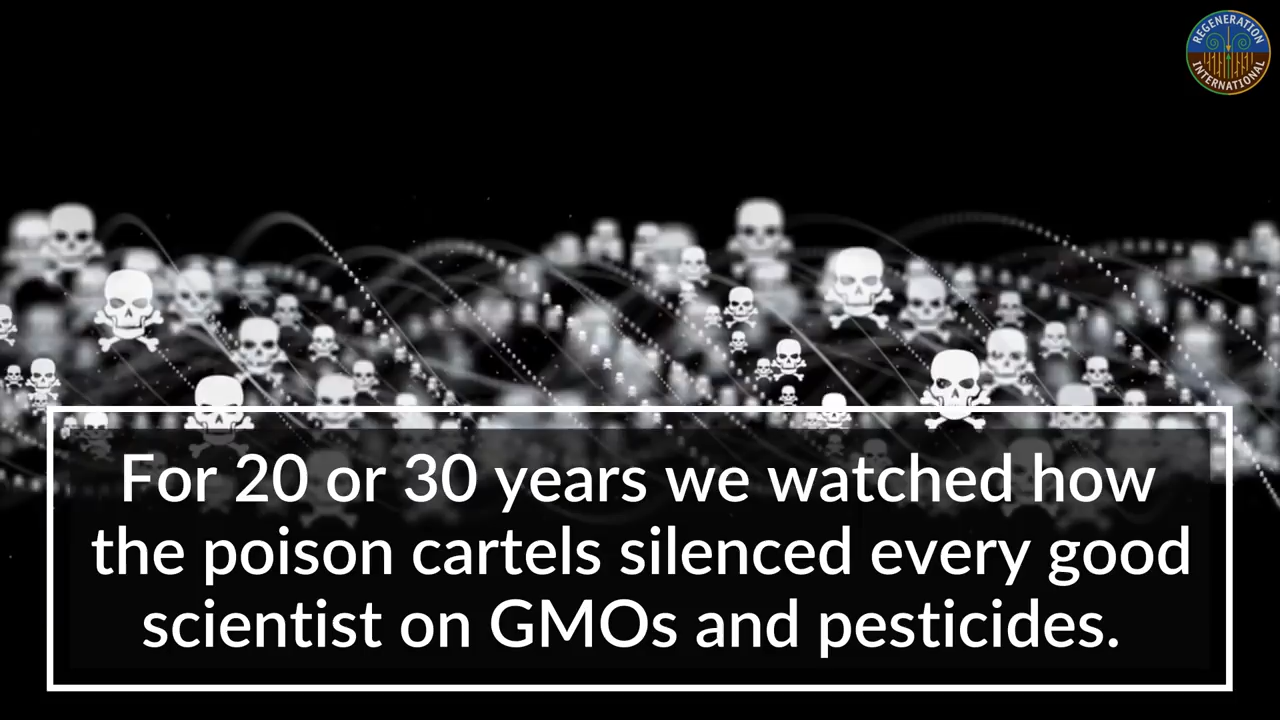 REGENERATION
INTERNATIONAL
For 20 or 30 years we watched how
the poison cartels silenced every good
scientist on GMOs and pesticides.